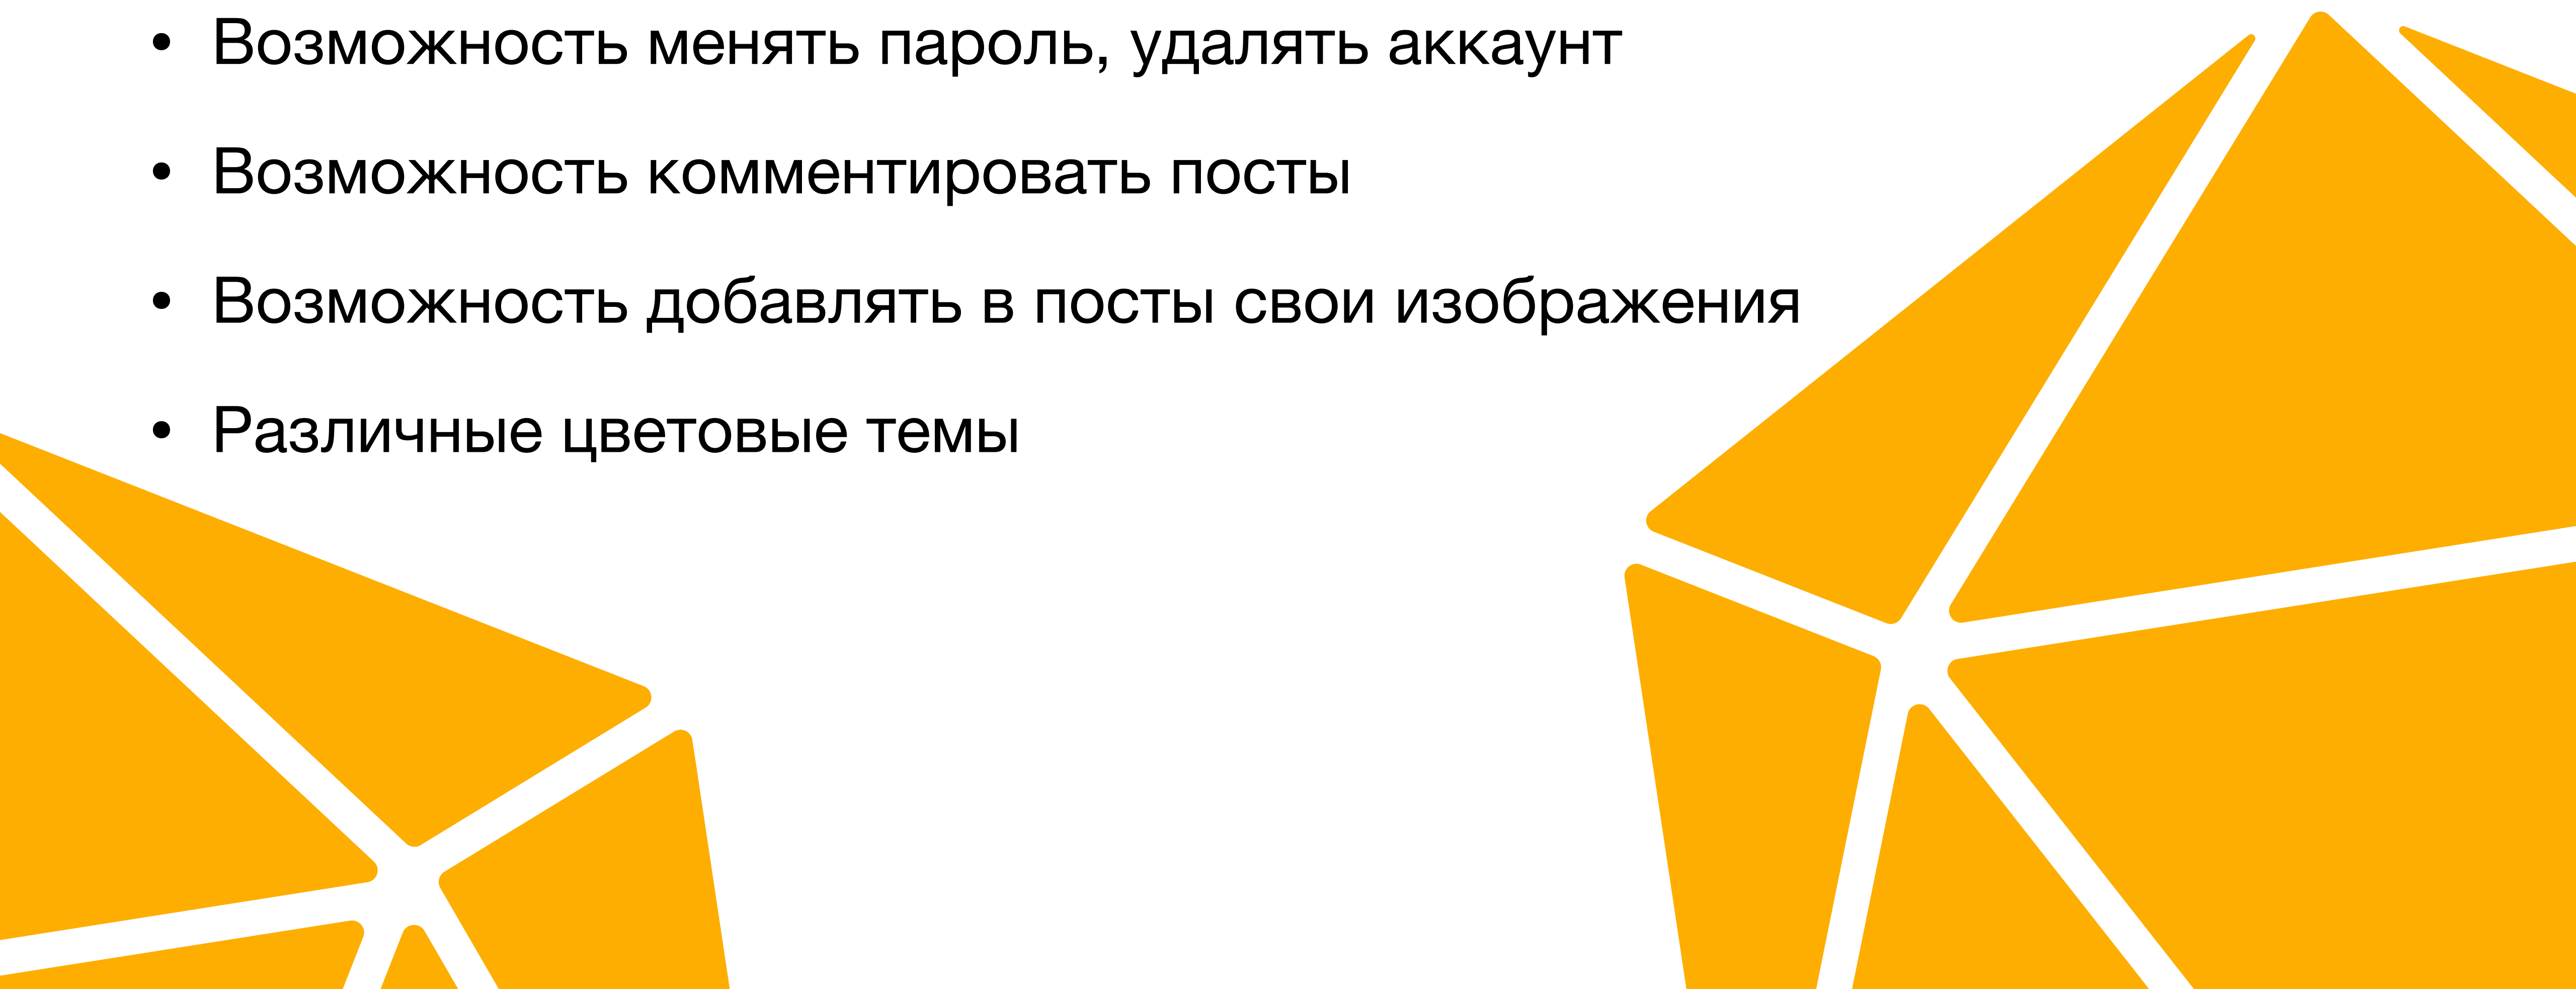 • Возможность менять пароль, удалять аккаунт
• Возможность комментировать посты
• Возможность добавлять в посты свои изображения
• Различные цветовые темы